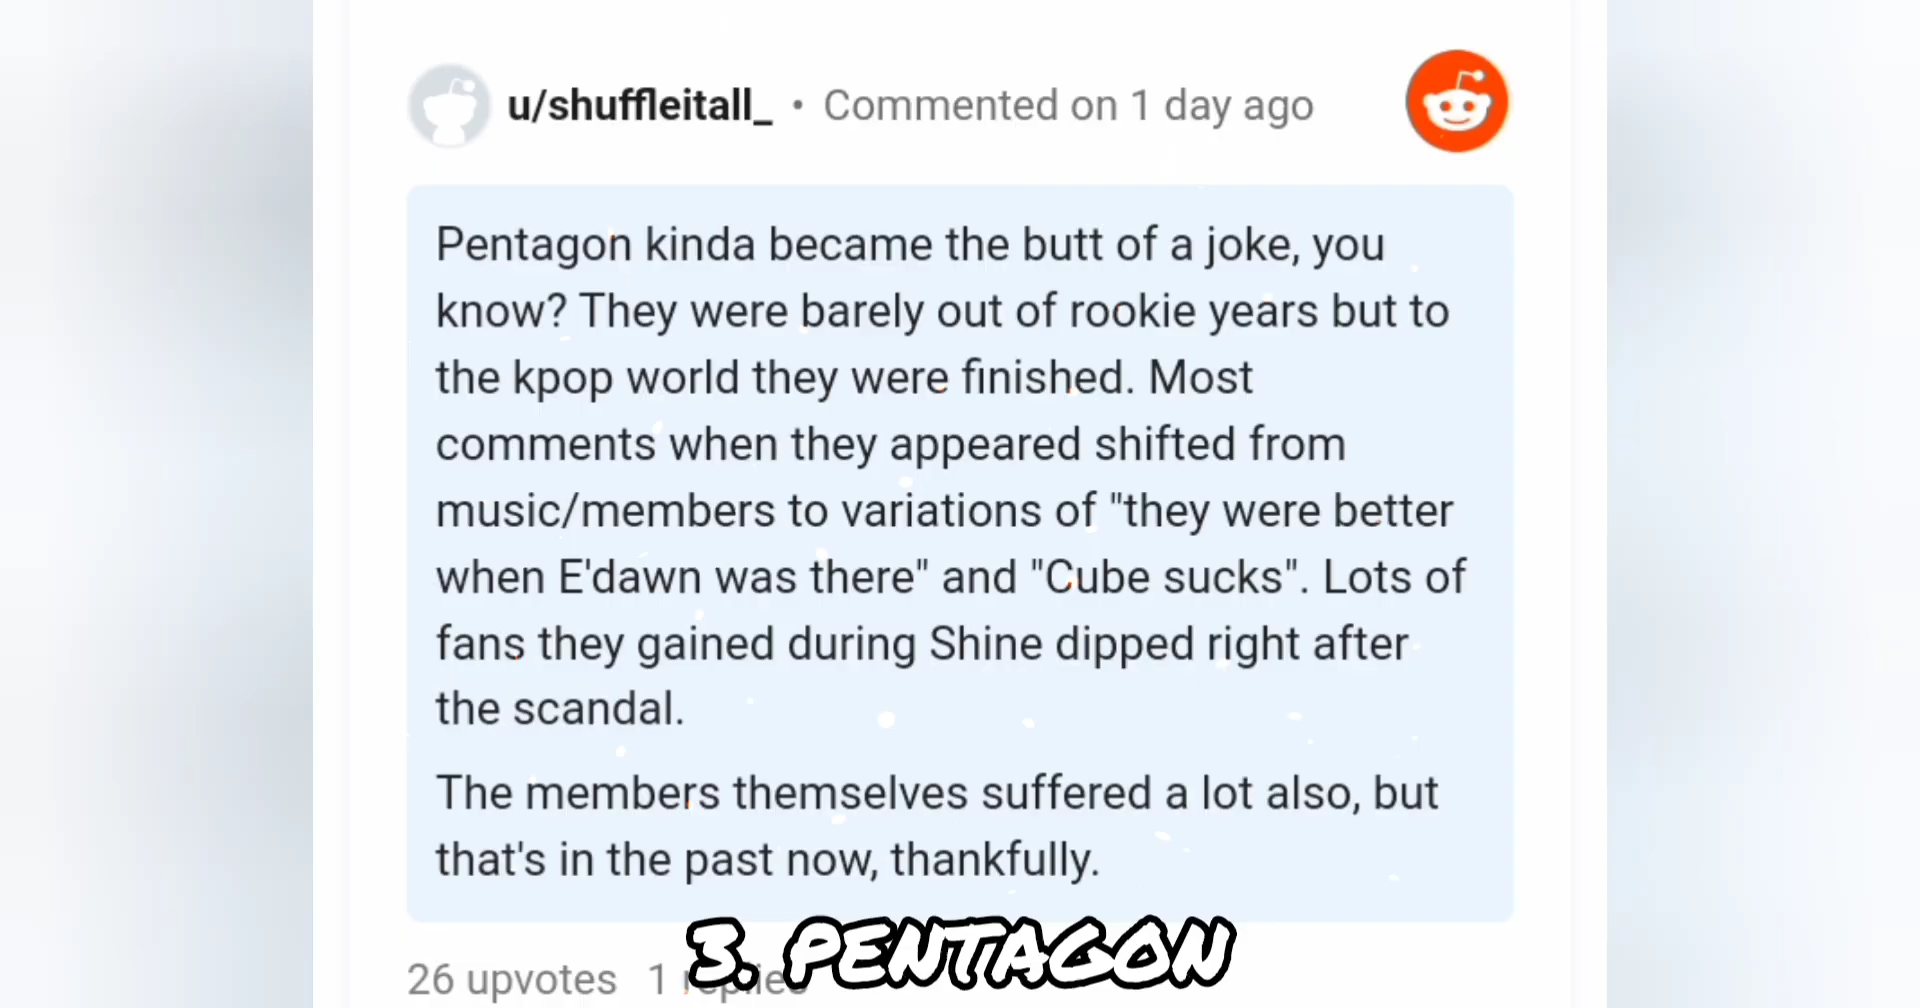 u/shuffleitall_ • Commented on 1 day ago
Pentagon kinda became the butt of a joke, you
know? They were barely out of rookie years but to
the kpop world they were finished. Most
comments when they appeared shifted from
music/members to variations of "they were better
when E'dawn was there" and "Cube sucks". Lots of
fans they gained during Shine dipped right after
the scandal.
The members themselves suffered a lot also, but
that's in the past now, thankfully.
3. PENTAGON
26 upvotes 1 replies